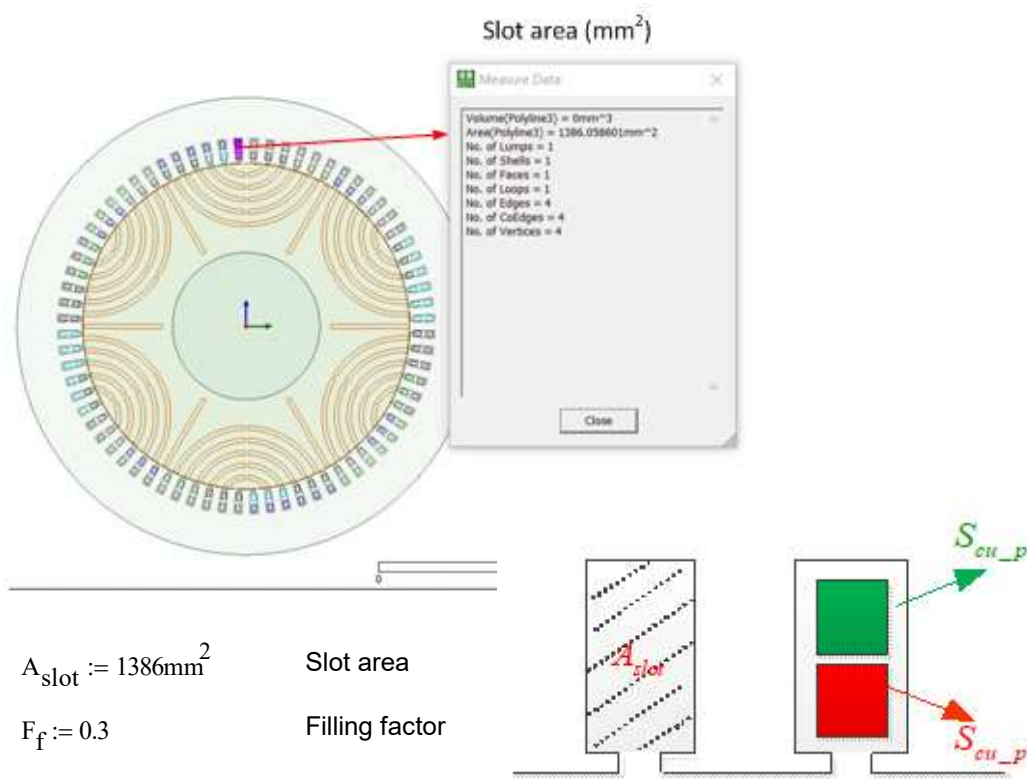 Slot area (mm²)
Measure Data
Volume(Polyline3) = 0mm^3
Area(Polyline3) = 1386.058601mm^2
No. of Lumps = 1
No. of Shells = 1
No. of Faces = 1
No. of Loops = 1
No. of Edges = 4
No. of CoEdges = 4
No. of Vertices = 4
Close
0
S_cu_p
A_slot := 1386mm² Slot area
A_slot
F_f := 0.3 Filling factor
S_cu_p